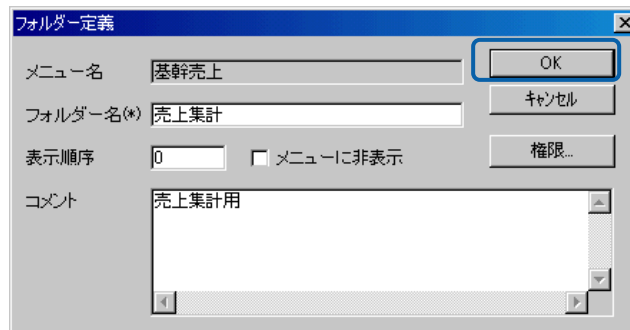 フォルダー定義
メニュー名 基幹売上
OK
フォルダー名(*) 売上集計
キャンセル
表示順序 0 メニューに非表示
権限...
コメント 売上集計用